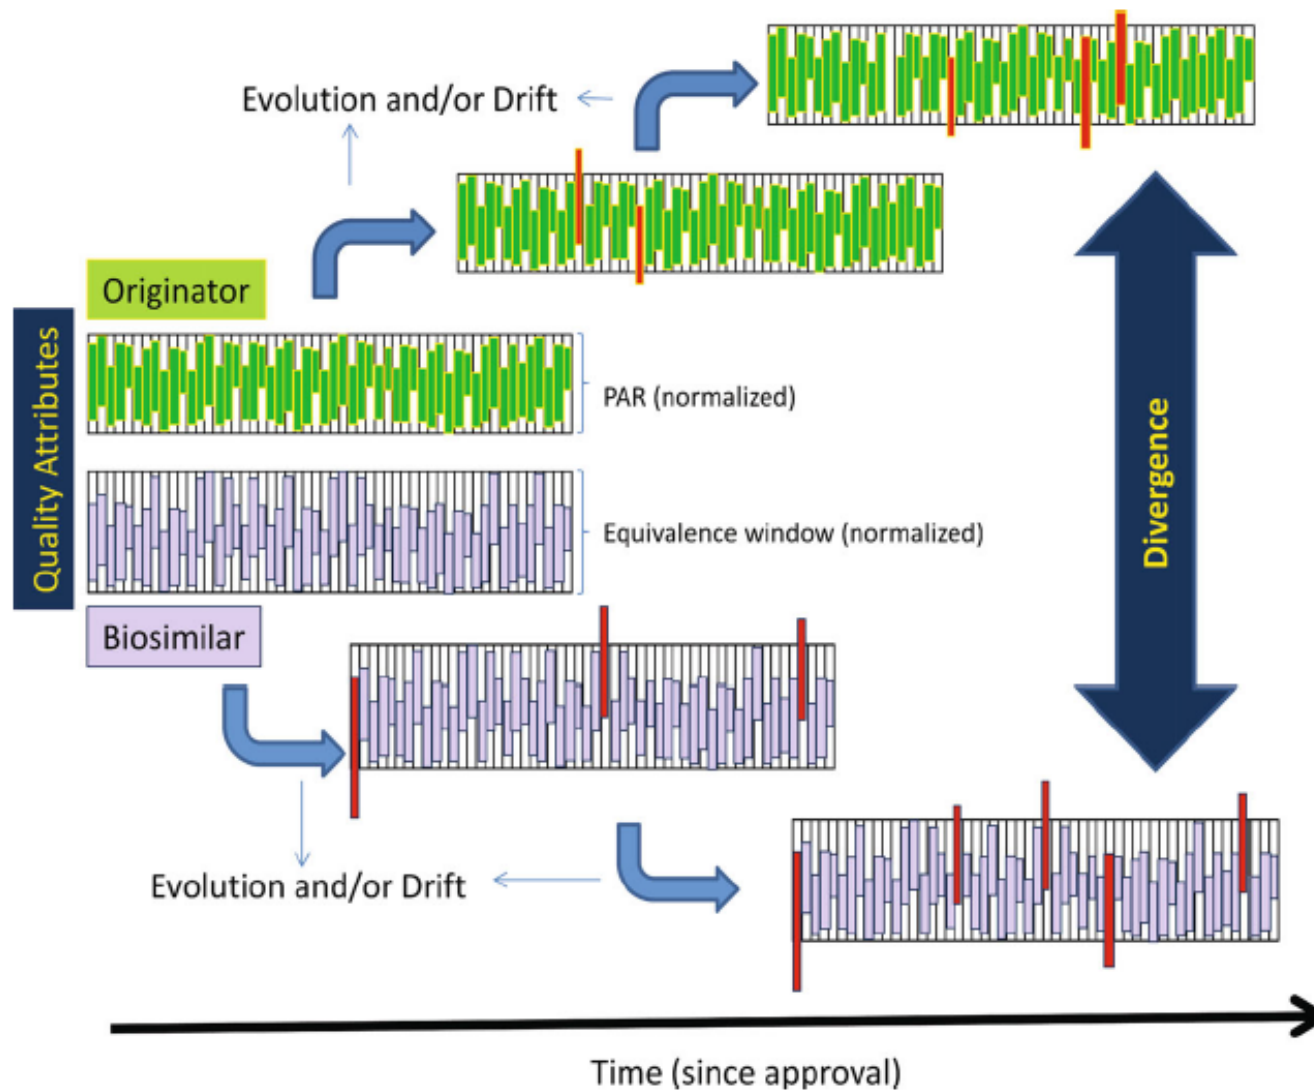 Evolution and/or Drift
Originator
Quality Attributes
PAR (normalized)
Equivalence window (normalized)
Divergence
Biosimilar
Evolution and/or Drift
Time (since approval)